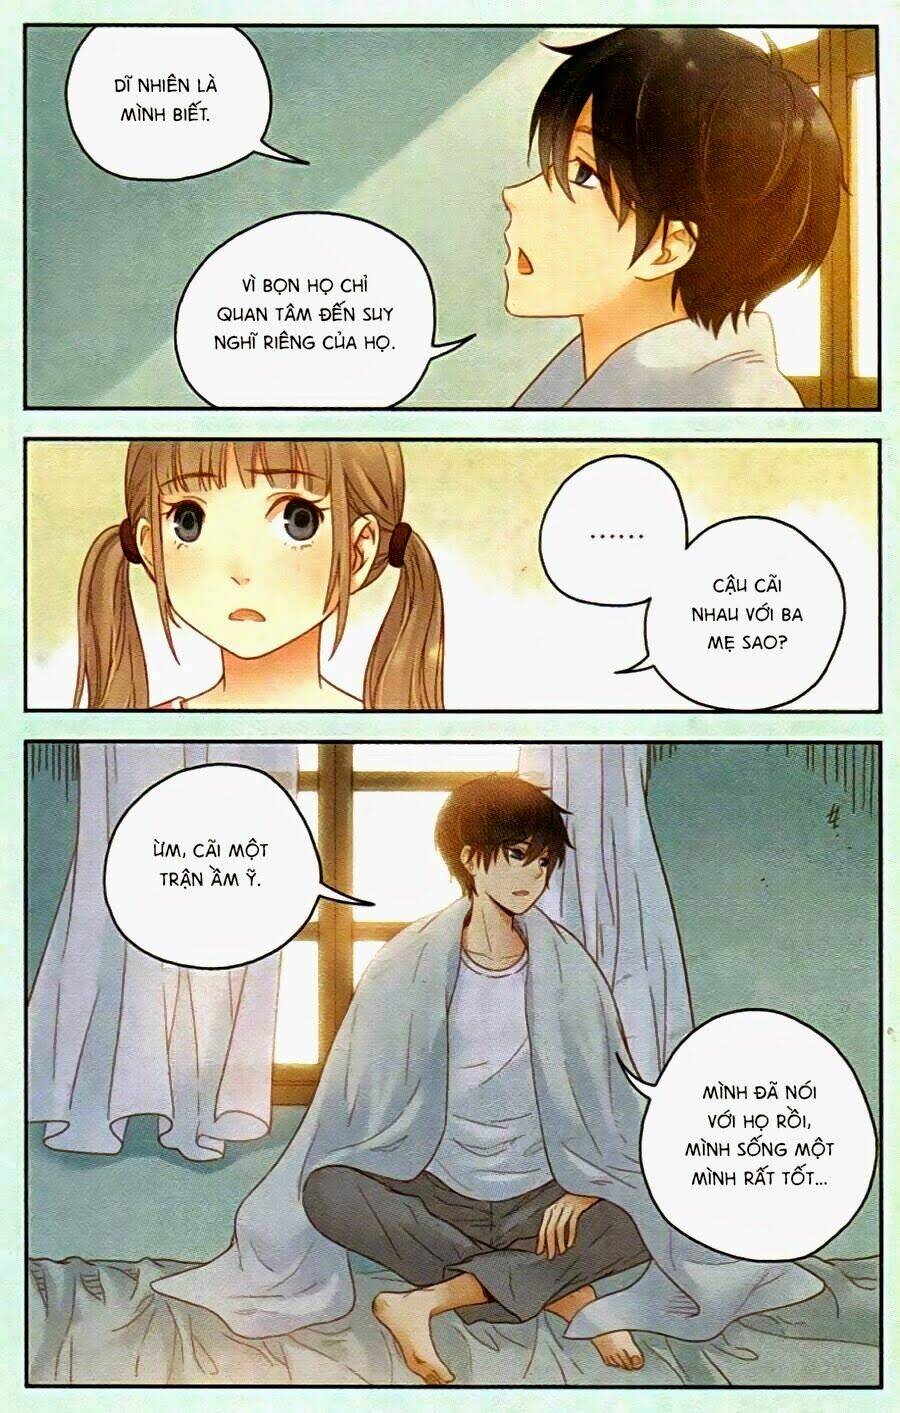 DĨ NHIÊN LÀ
MÌNH BIẾT.
VÌ BỌN HỌ CHỈ
QUAN TÂM ĐẾN SUY
NGHĨ RIÊNG CỦA HỌ.
......
CẬU CÃI
NHAU VỚI BA
MẸ SAO?
ỪM, CÃI MỘT
TRẬN ẦM Ỹ.
MÌNH ĐÃ NÓI
VỚI HỌ RỒI,
MÌNH SỐNG MỘT
MÌNH RẤT TỐT...